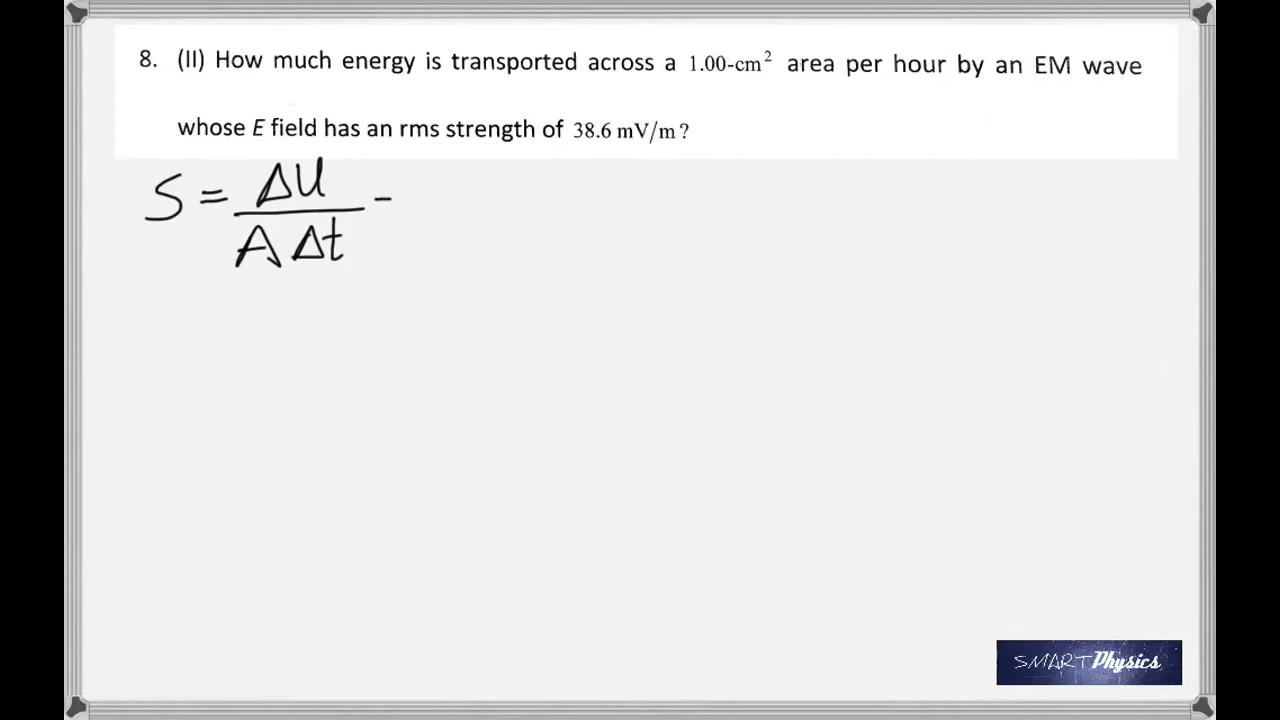 8. (II) How much energy is transported across a 1.00-cm² area per hour by an EM wave
whose E field has an rms strength of 38.6 mV/m?
S = ΔU / A Δt -
SMART Physics